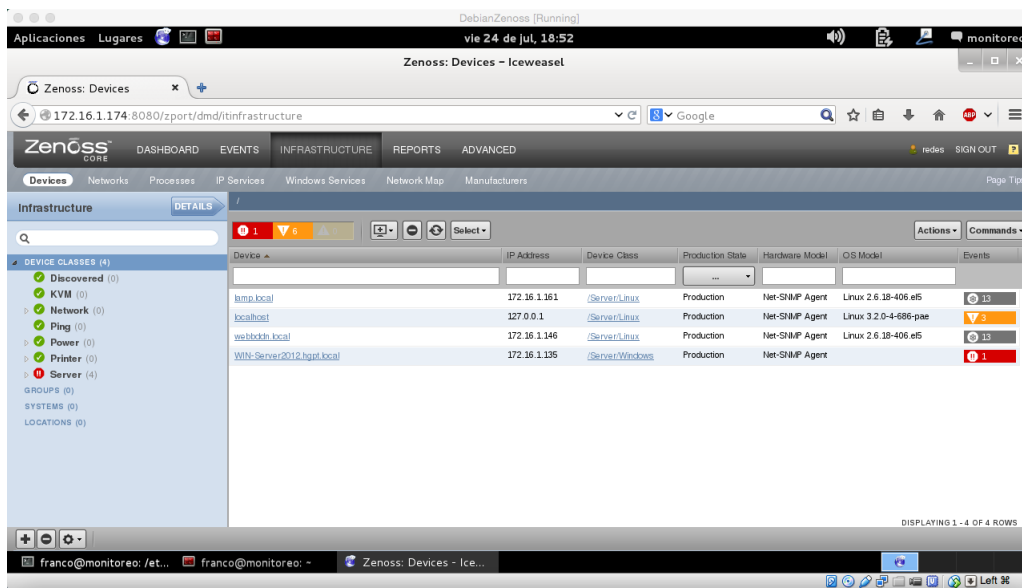 DebianZenoss [Running]
Aplicaciones Lugares vie 24 de jul, 18:52 monitoreo
Zenoss: Devices - Iceweasel
Zenoss: Devices
172.16.1.174:8080/zport/dmd/itinfrastructure Google ABP
Zenoss CORE DASHBOARD EVENTS INFRASTRUCTURE REPORTS ADVANCED redes SIGN OUT ?
Devices Networks Processes IP Services Windows Services Network Map Manufacturers Page Tip
Infrastructure DETAILS /
1 6 Select Actions Commands
DEVICE CLASSES (4)
Discovered (0)
KVM (0)
Network (0)
Ping (0)
Power (0)
Printer (0)
Server (4)
GROUPS (0)
SYSTEMS (0)
LOCATIONS (0)
Device IP Address Device Class Production State Hardware Model OS Model Events
...
lamp.local 172.16.1.161 /Server/Linux Production Net-SNMP Agent Linux 2.6.18-406.el5 13
localhost 127.0.0.1 /Server/Linux Production Net-SNMP Agent Linux 3.2.0-4-686-pae 3
webbddn.local 172.16.1.146 /Server/Linux Production Net-SNMP Agent Linux 2.6.18-406.el5 13
WIN-Server2012.hgpt.local 172.16.1.135 /Server/Windows Production Net-SNMP Agent 1
DISPLAYING 1 - 4 OF 4 ROWS
franco@monitoreo: /et... franco@monitoreo: ~ Zenoss: Devices - Ice...
Left ⌘